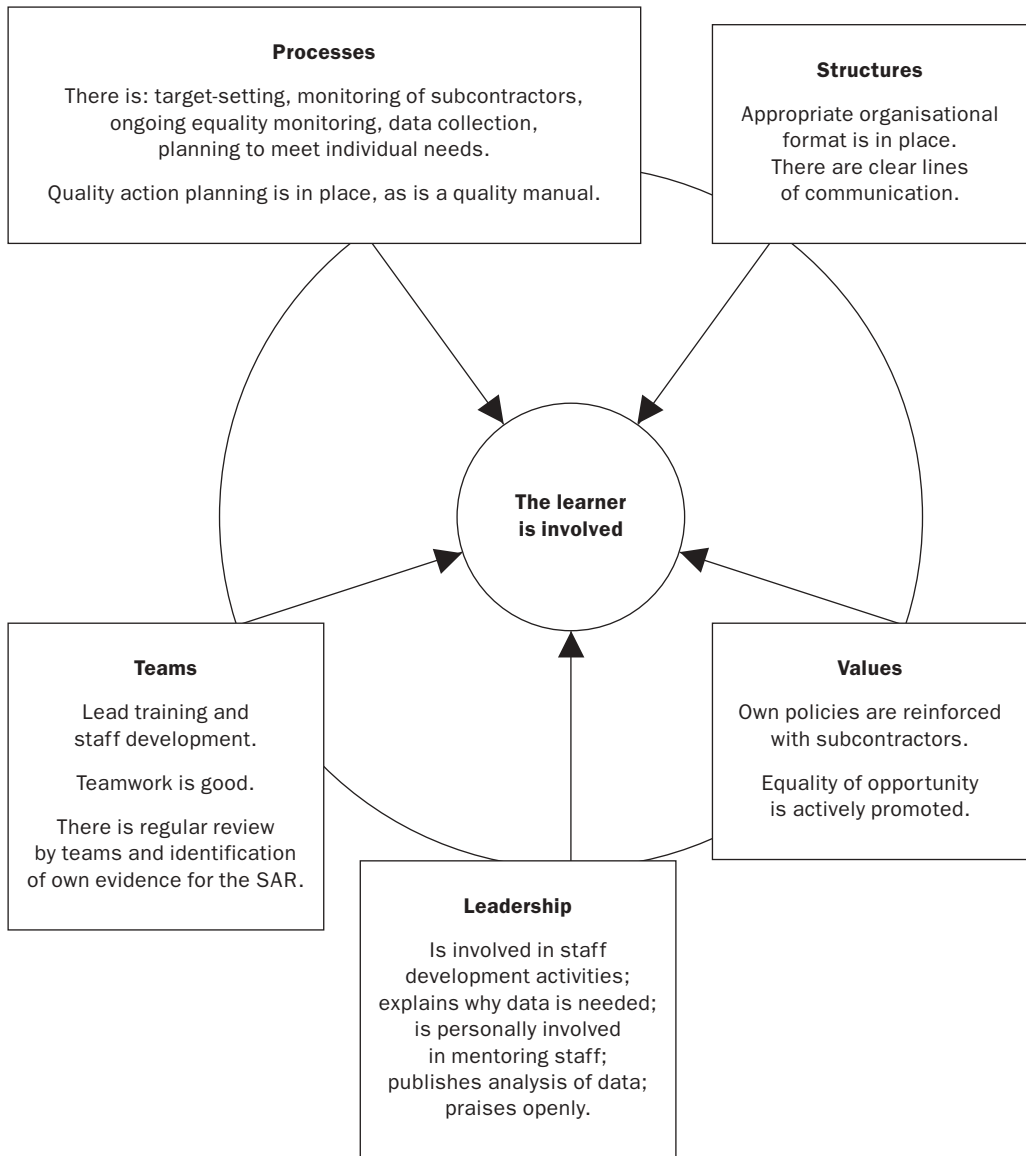 Processes
There is: target-setting, monitoring of subcontractors,
ongoing equality monitoring, data collection,
planning to meet individual needs.
Quality action planning is in place, as is a quality manual.
Structures
Appropriate organisational
format is in place.
There are clear lines
of communication.
The learner
is involved
Teams
Lead training and
staff development.
Teamwork is good.
There is regular review
by teams and identification
of own evidence for the SAR.
Values
Own policies are reinforced
with subcontractors.
Equality of opportunity
is actively promoted.
Leadership
Is involved in staff
development activities;
explains why data is needed;
is personally involved
in mentoring staff;
publishes analysis of data;
praises openly.